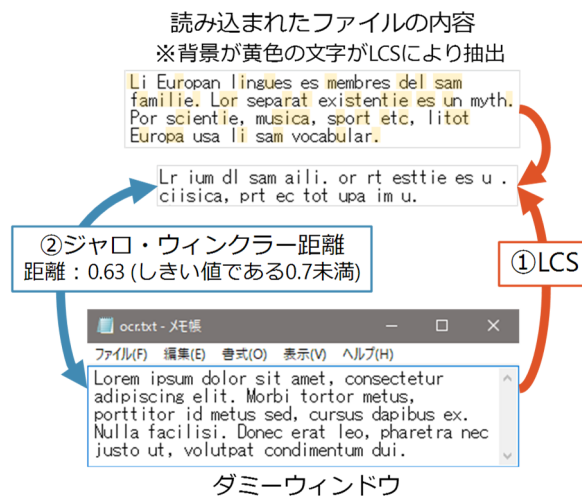 読み込まれたファイルの内容
※背景が黄色の文字がLCSにより抽出
Li Europan lingues es membres del sam
familie. Lor separat existentie es un myth.
Por scientie, musica, sport etc, litot
Europa usa li sam vocabular.
Lr ium dl sam aili. or rt esttie es u .
ciisica, prt ec tot upa im u.
②ジャロ・ウィンクラー距離
距離：0.63 (しきい値である0.7未満)
①LCS
ocr.txt - メモ帳
ファイル(F) 編集(E) 書式(O) 表示(V) ヘルプ(H)
Lorem ipsum dolor sit amet, consectetur
adipiscing elit. Morbi tortor metus,
porttitor id metus sed, cursus dapibus ex.
Nulla facilisi. Donec erat leo, pharetra nec
justo ut, volutpat condimentum dui.
ダミーウィンドウ